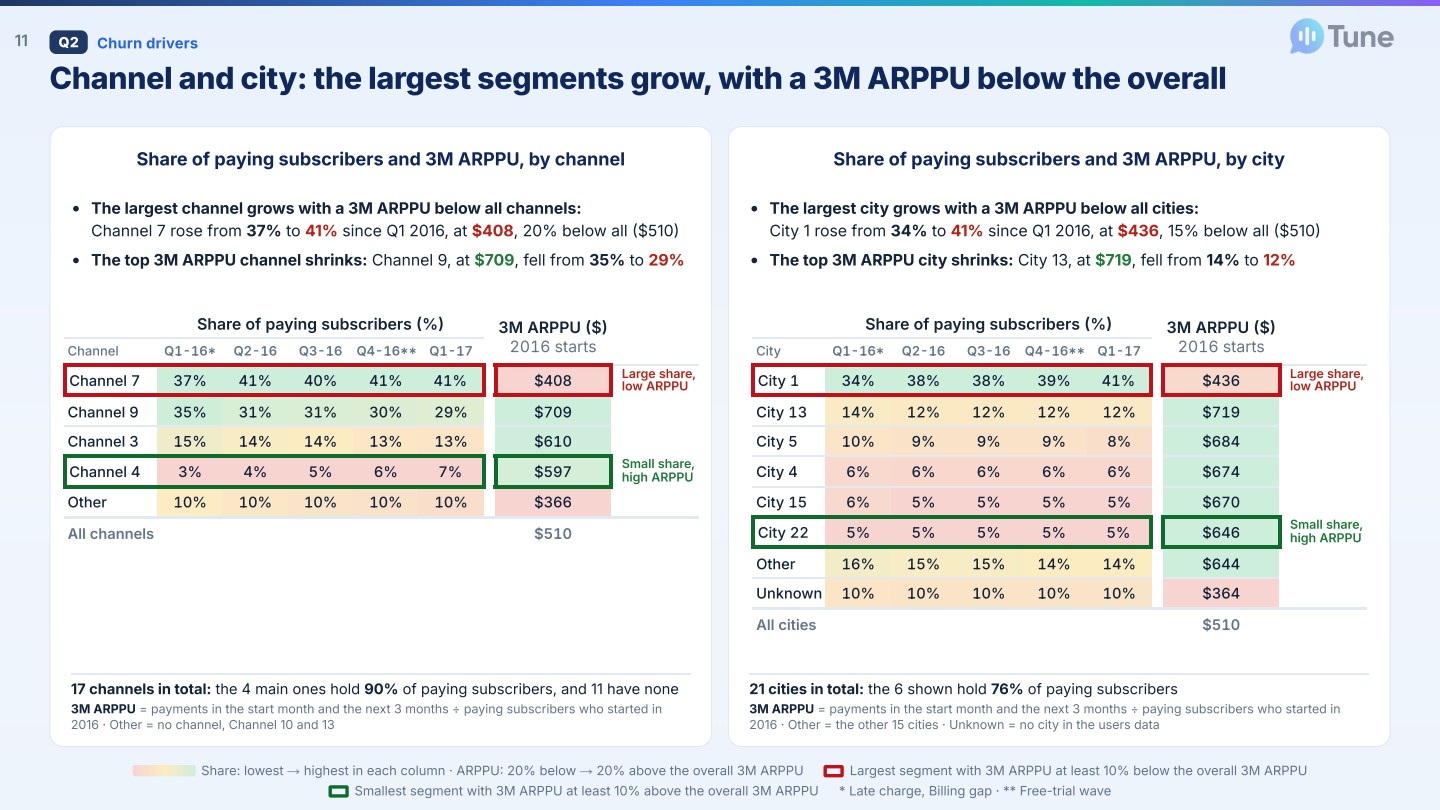 11
Q2 Churn drivers
Tune
Channel and city: the largest segments grow, with a 3M ARPPU below the overall
Share of paying subscribers and 3M ARPPU, by channel
• The largest channel grows with a 3M ARPPU below all channels:
Channel 7 rose from 37% to 41% since Q1 2016, at $408, 20% below all ($510)
• The top 3M ARPPU channel shrinks: Channel 9, at $709, fell from 35% to 29%
Share of paying subscribers (%) 3M ARPPU ($)
2016 starts
Channel Q1-16* Q2-16 Q3-16 Q4-16** Q1-17
Channel 7 37% 41% 40% 41% 41% $408 Large share,
low ARPPU
Channel 9 35% 31% 31% 30% 29% $709
Channel 3 15% 14% 14% 13% 13% $610
Channel 4 3% 4% 5% 6% 7% $597 Small share,
high ARPPU
Other 10% 10% 10% 10% 10% $366
All channels $510
17 channels in total: the 4 main ones hold 90% of paying subscribers, and 11 have none
3M ARPPU = payments in the start month and the next 3 months ÷ paying subscribers who started in
2016 · Other = no channel, Channel 10 and 13
Share of paying subscribers and 3M ARPPU, by city
• The largest city grows with a 3M ARPPU below all cities:
City 1 rose from 34% to 41% since Q1 2016, at $436, 15% below all ($510)
• The top 3M ARPPU city shrinks: City 13, at $719, fell from 14% to 12%
Share of paying subscribers (%) 3M ARPPU ($)
2016 starts
City Q1-16* Q2-16 Q3-16 Q4-16** Q1-17
City 1 34% 38% 38% 39% 41% $436 Large share,
low ARPPU
City 13 14% 12% 12% 12% 12% $719
City 5 10% 9% 9% 9% 8% $684
City 4 6% 6% 6% 6% 6% $674
City 15 6% 5% 5% 5% 5% $670
City 22 5% 5% 5% 5% 5% $646 Small share,
high ARPPU
Other 16% 15% 15% 14% 14% $644
Unknown 10% 10% 10% 10% 10% $364
All cities $510
21 cities in total: the 6 shown hold 76% of paying subscribers
3M ARPPU = payments in the start month and the next 3 months ÷ paying subscribers who started in
2016 · Other = the other 15 cities · Unknown = no city in the users data
Share: lowest → highest in each column · ARPPU: 20% below → 20% above the overall 3M ARPPU Largest segment with 3M ARPPU at least 10% below the overall 3M ARPPU
Smallest segment with 3M ARPPU at least 10% above the overall 3M ARPPU * Late charge, Billing gap · ** Free-trial wave